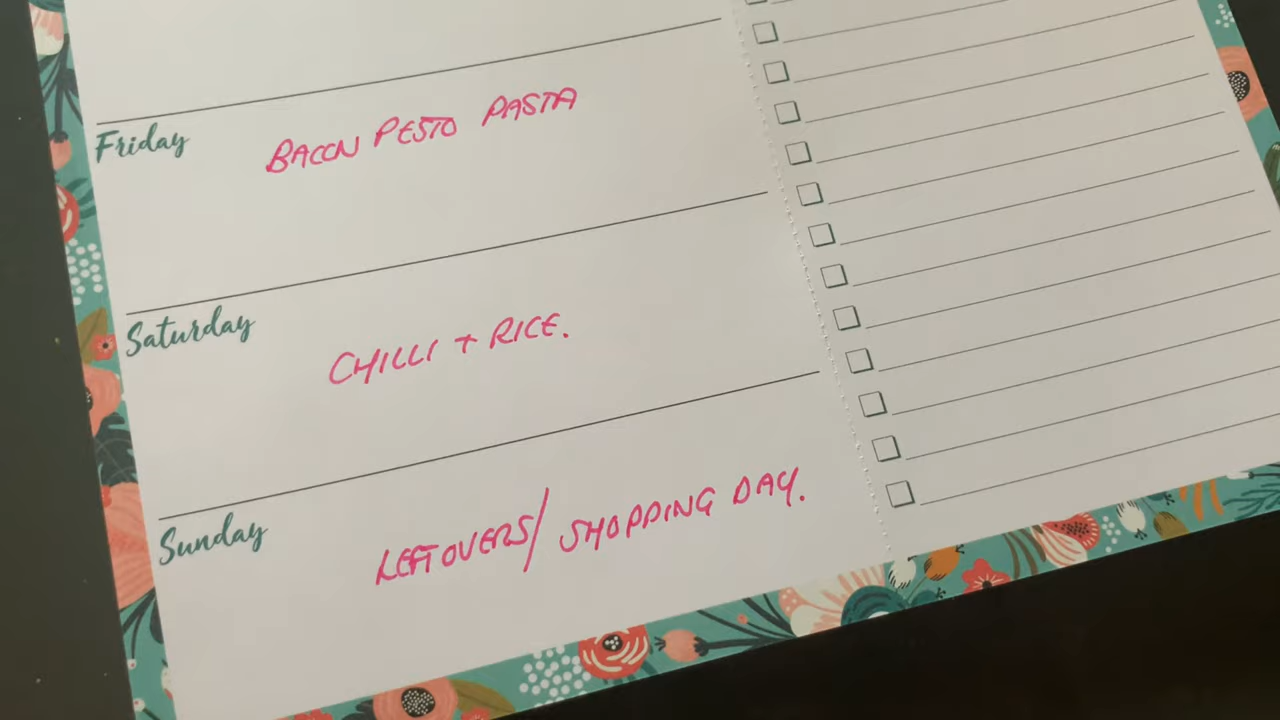 Friday
BACON PESTO PASTA
Saturday
CHILLI + RICE.
Sunday
LEFTOVERS/ SHOPPING DAY.